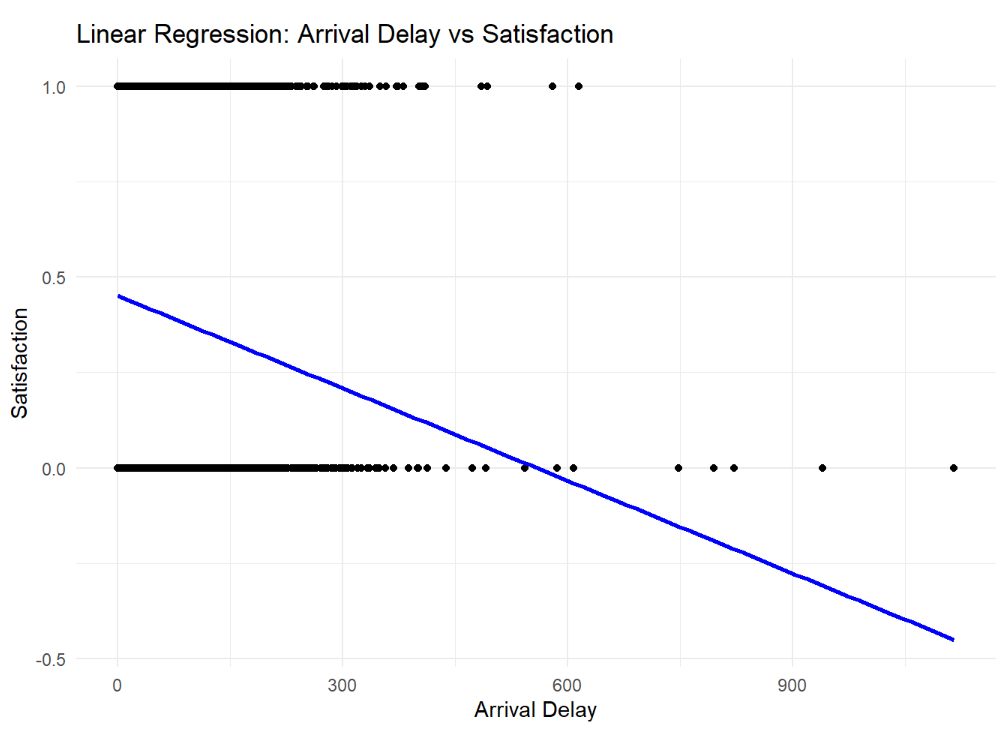 Linear Regression: Arrival Delay vs Satisfaction
1.0
0.5
0.0
-0.5
Satisfaction
0 300 600 900
Arrival Delay